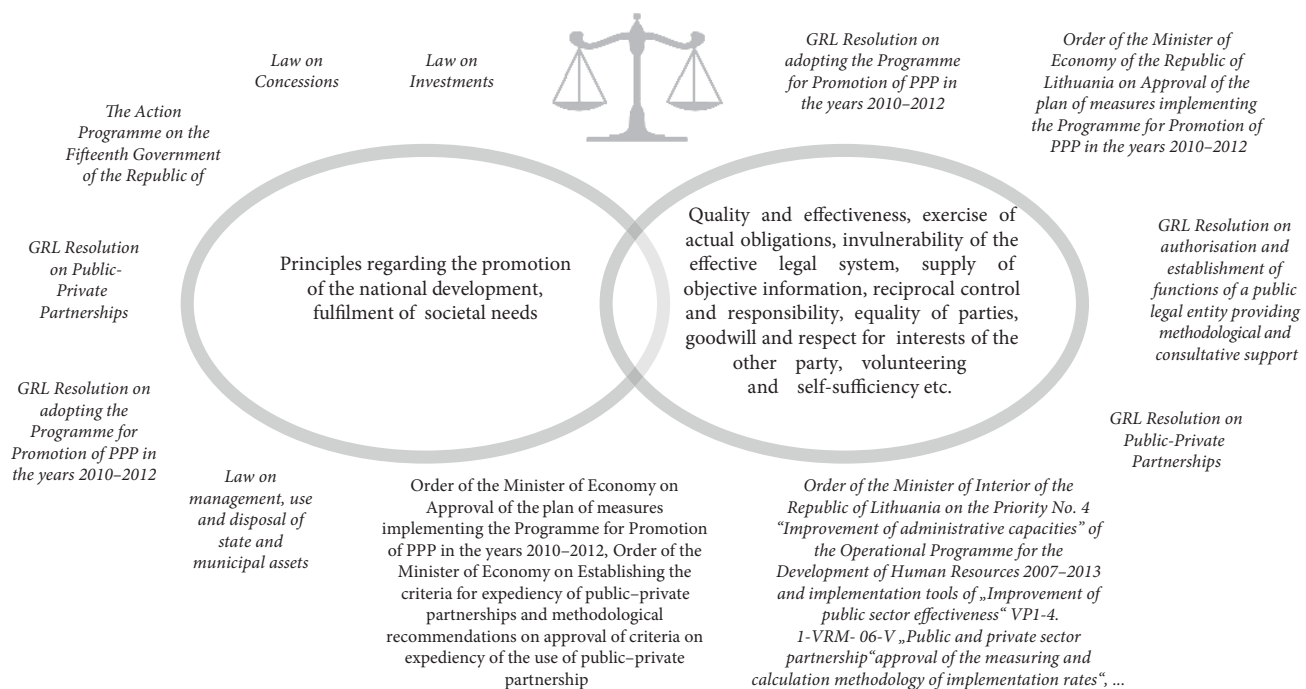 Law on
Concessions
Law on
Investments
GRL Resolution on
adopting the Programme
for Promotion of PPP in
the years 2010–2012
Order of the Minister of
Economy of the Republic of
Lithuania on Approval of the
plan of measures implementing
the Programme for Promotion of
PPP in the years 2010–2012
The Action
Programme on the
Fifteenth Government
of the Republic of
GRL Resolution
on Public-
Private
Partnerships
Principles regarding the promotion
of the national development,
fulfilment of societal needs
Quality and effectiveness, exercise of
actual obligations, invulnerability of the
effective legal system, supply of
objective information, reciprocal control
and responsibility, equality of parties,
goodwill and respect for interests of the
other party, volunteering
and self-sufficiency etc.
GRL Resolution on
authorisation and
establishment of
functions of a public
legal entity providing
methodological and
consultative support
GRL Resolution on
adopting the
Programme for
Promotion of PPP in
the years 2010–2012
GRL Resolution on
Public-Private
Partnerships
Law on
management, use
and disposal of
state and
municipal assets
Order of the Minister of Economy on
Approval of the plan of measures
implementing the Programme for Promotion
of PPP in the years 2010–2012, Order of the
Minister of Economy on Establishing the
criteria for expediency of public–private
partnerships and methodological
recommendations on approval of criteria on
expediency of the use of public–private
partnership
Order of the Minister of Interior of the
Republic of Lithuania on the Priority No. 4
“Improvement of administrative capacities” of
the Operational Programme for the
Development of Human Resources 2007–2013
and implementation tools of „Improvement of
public sector effectiveness“ VP1-4.
1-VRM- 06-V „Public and private sector
partnership“approval of the measuring and
calculation methodology of implementation rates“, ...